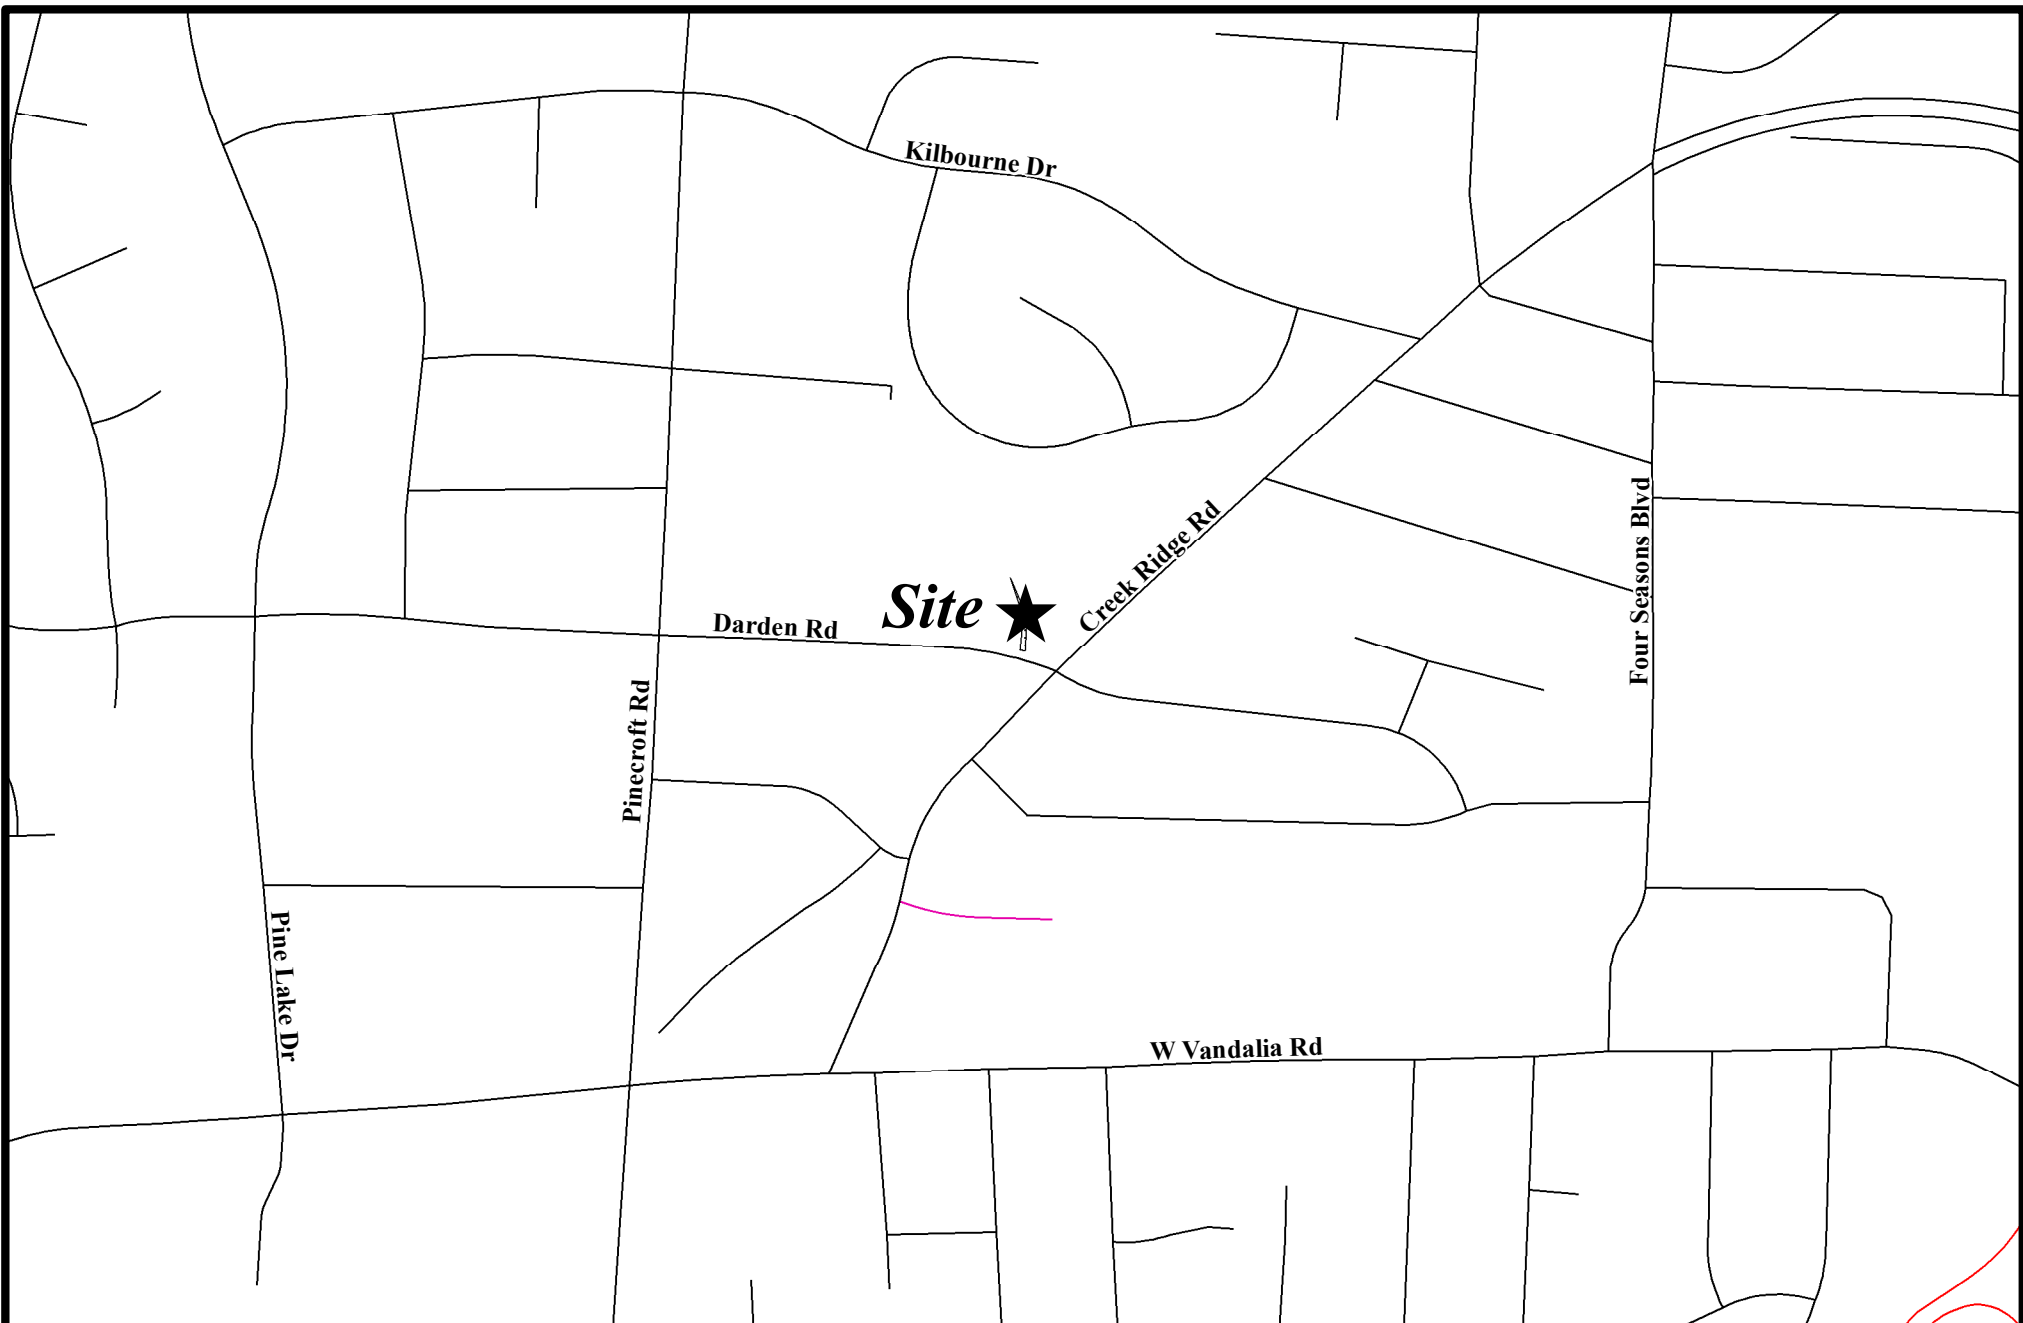 Kilbourne Dr
Creek Ridge Rd
Four Seasons Blvd
Site
Darden Rd
Pinecroft Rd
Pine Lake Dr
W Vandalia Rd